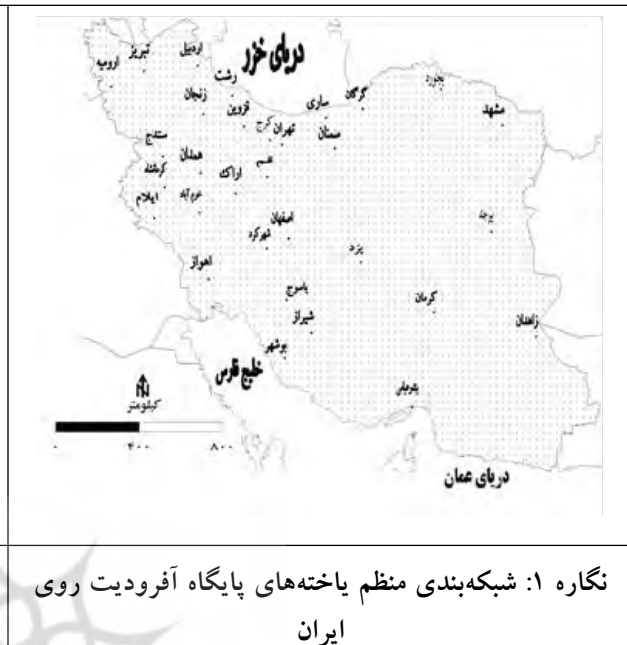 دریای خزر
اردبیل
تبریز
ارومیه
رشت
زنجان
قزوین
ساری
گرگان
بجنورد
مشهد
کرج
تهران
سمنان
سنندج
همدان
قم
کرمانشاه
اراک
ایلام
خرم آباد
اصفهان
شهرکرد
بیرجند
یزد
اهواز
یاسوج
کرمان
شیراز
زاهدان
بوشهر
خلیج فارس
بندرعباس
N
کیلومتر
۰ ۴۰۰ ۸۰۰
دریای عمان
نگاره ۱: شبکه‌بندی منظم یاخته‌های پایگاه آفرودیت روی
ایران